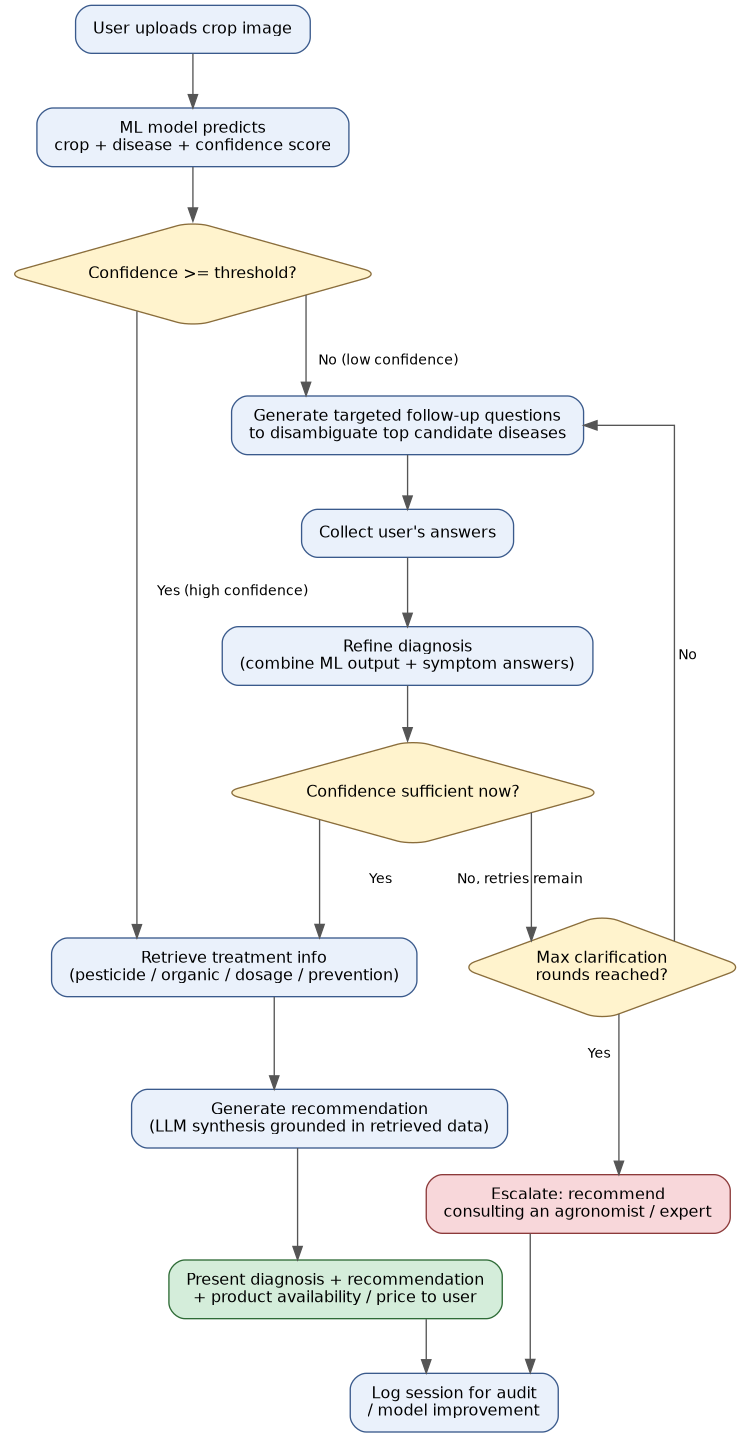 User uploads crop image
ML model predicts
crop + disease + confidence score
Confidence >= threshold?
No (low confidence)
Generate targeted follow-up questions
to disambiguate top candidate diseases
Collect user's answers
Yes (high confidence)
Refine diagnosis
(combine ML output + symptom answers)
No
Confidence sufficient now?
Yes
No, retries remain
Retrieve treatment info
(pesticide / organic / dosage / prevention)
Max clarification
rounds reached?
Yes
Generate recommendation
(LLM synthesis grounded in retrieved data)
Escalate: recommend
consulting an agronomist / expert
Present diagnosis + recommendation
+ product availability / price to user
Log session for audit
/ model improvement